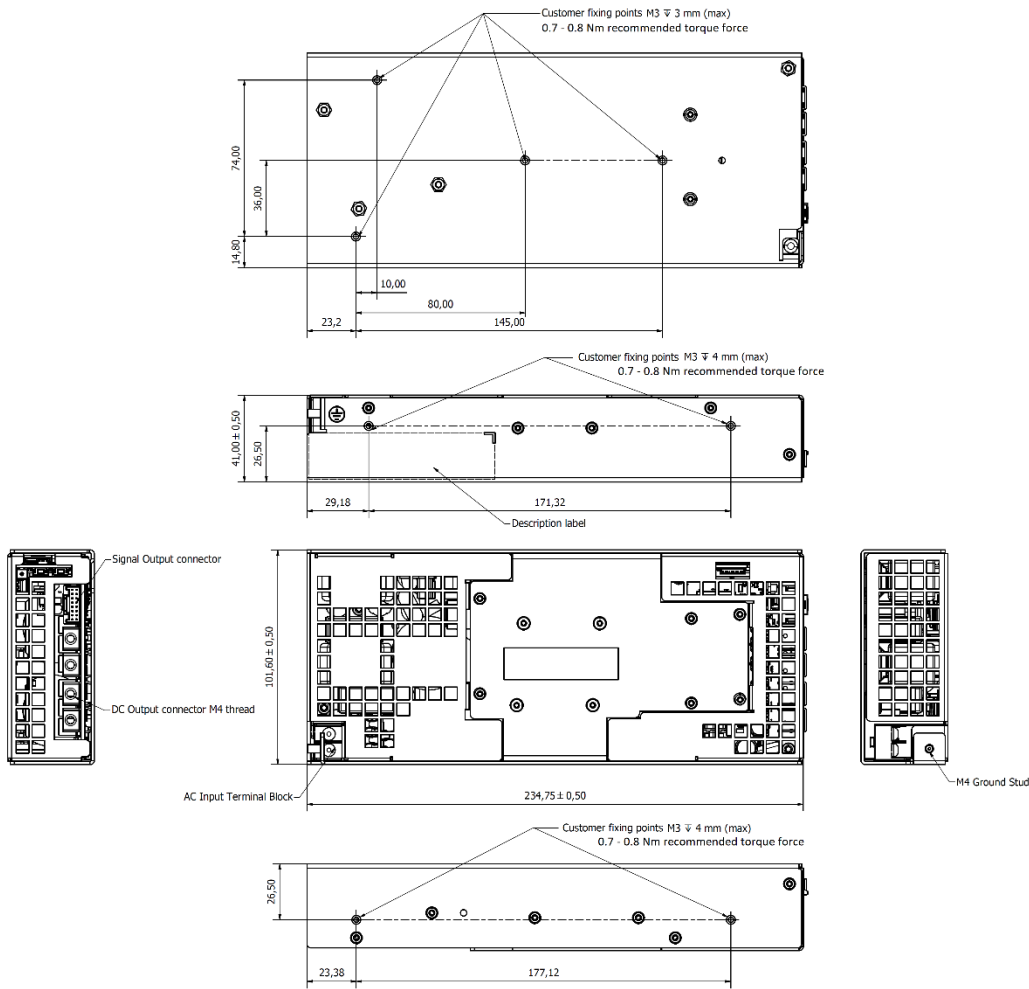 Customer fixing points M3 ↧ 3 mm (max)
0.7 - 0.8 Nm recommended torque force
74,00
36,00
14,80
10,00
80,00
23,2
145,00
Customer fixing points M3 ↧ 4 mm (max)
0.7 - 0.8 Nm recommended torque force
41,00 ± 0,50
26,50
29,18
171,32
Description label
Signal Output connector
101,60 ± 0,50
DC Output connector M4 thread
AC Input Terminal Block
234,75 ± 0,50
M4 Ground Stud
Customer fixing points M3 ↧ 4 mm (max)
0.7 - 0.8 Nm recommended torque force
26,50
23,38
177,12